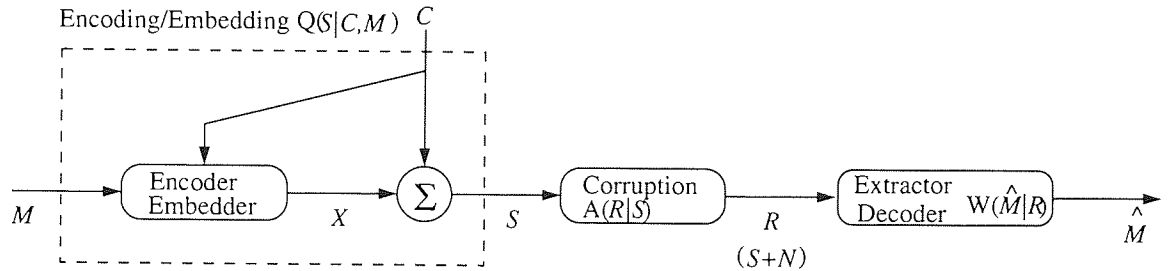 Encoding/Embedding Q(S|C,M)
C
Encoder
Embedder
Σ
Corruption
A(R|S)
Extractor
Decoder W(M̂|R)
M
X
S
R
M̂
(S+N)